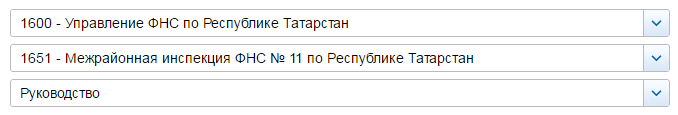 1600 - Управление ФНС по Республике Татарстан
1651 - Межрайонная инспекция ФНС № 11 по Республике Татарстан
Руководство